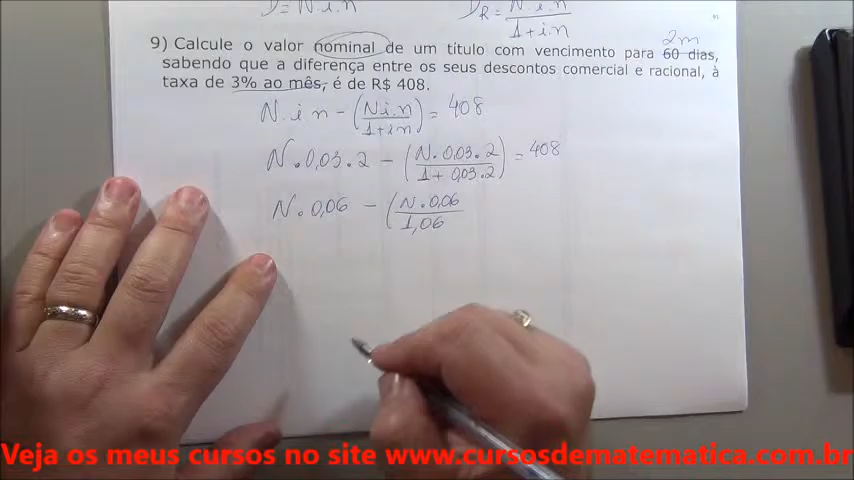 D = N.i.n    D_R = N.i.n / 1+i.n
2m
9) Calcule o valor nominal de um título com vencimento para 60 dias,
sabendo que a diferença entre os seus descontos comercial e racional, à
taxa de 3% ao mês, é de R$ 408.
N.i n - (N i.n / 1+in) = 408
N.0,03.2 - (N.0,03.2 / 1+0,03.2) = 408
N.0,06 - (N.0,06 / 1,06
Veja os meus cursos no site www.cursosdematematica.com.br